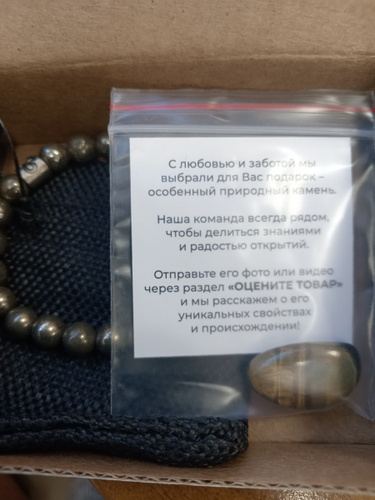 С любовью и заботой мы
выбрали для Вас подарок –
особенный природный камень.
Наша команда всегда рядом,
чтобы делиться знаниями
и радостью открытий.
Отправьте его фото или видео
через раздел «ОЦЕНИТЕ ТОВАР»
и мы расскажем о его
уникальных свойствах
и происхождении!